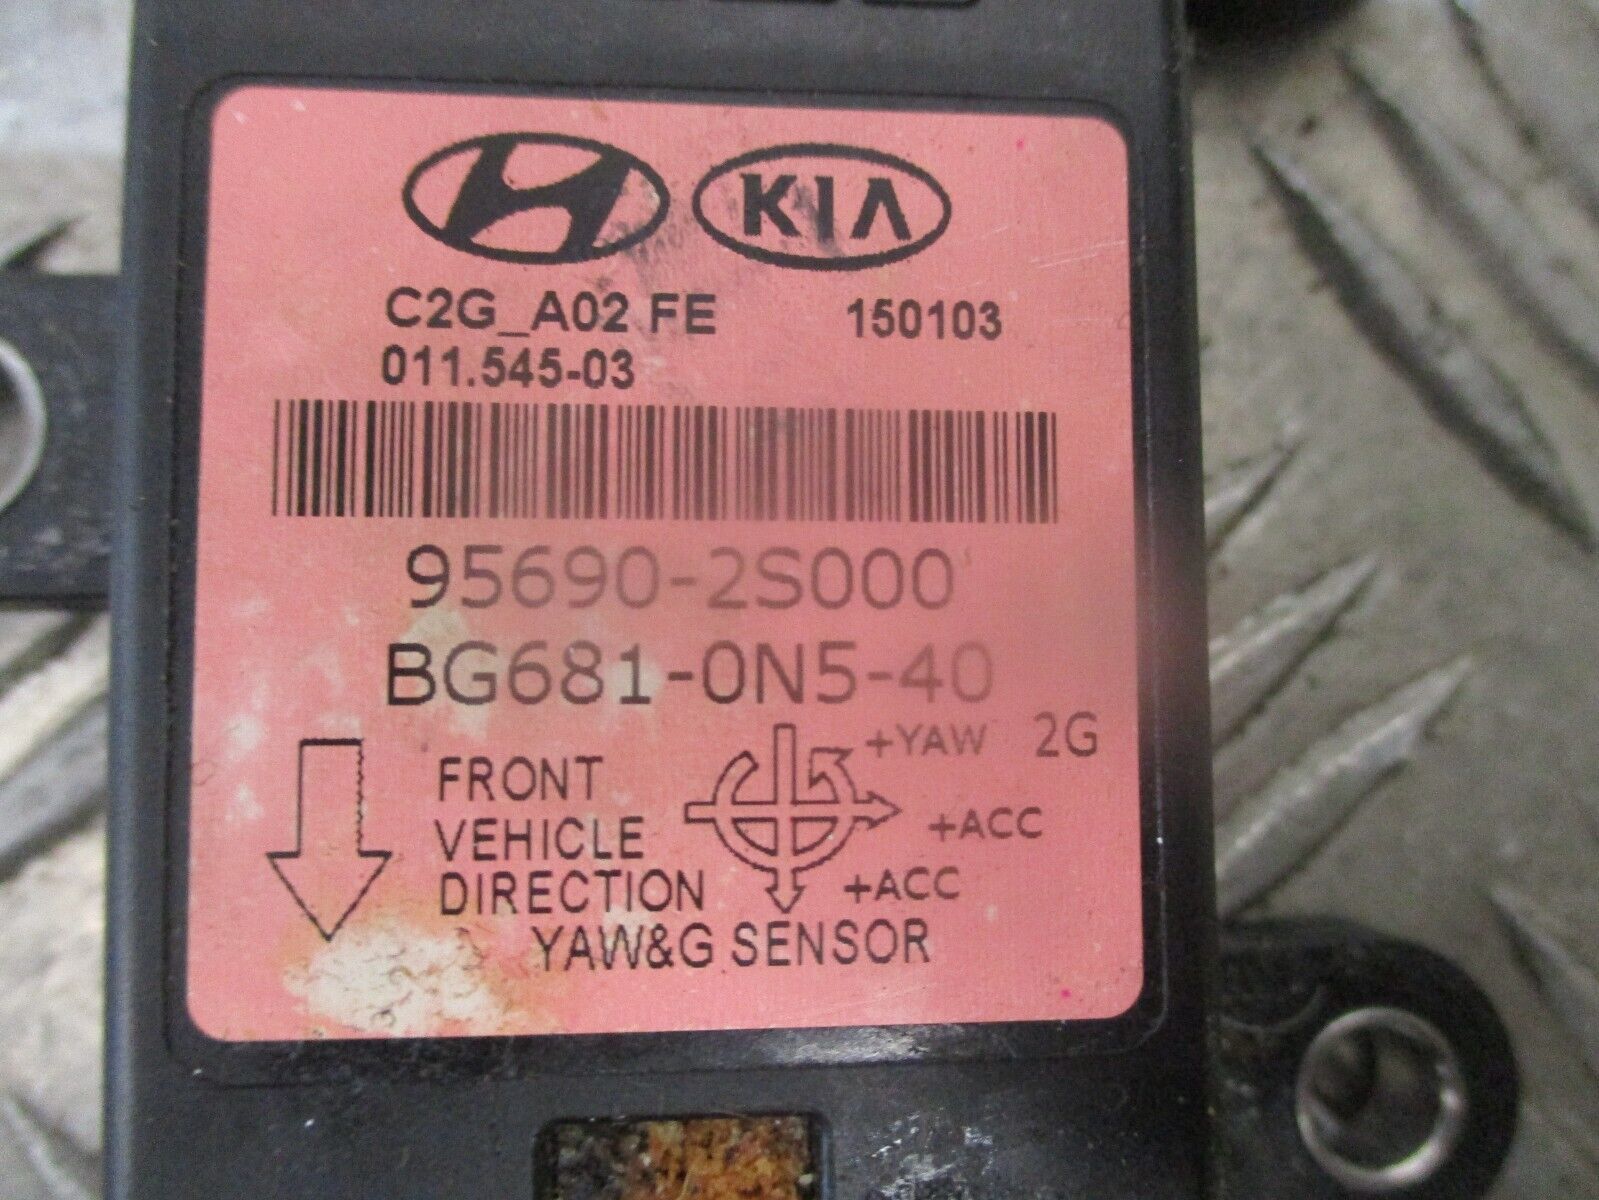 KIA
C2G_A02 FE 150103
011.545-03
95690-2S000
BG681-0N5-40
+YAW 2G
FRONT
VEHICLE +ACC
DIRECTION +ACC
YAW&G SENSOR